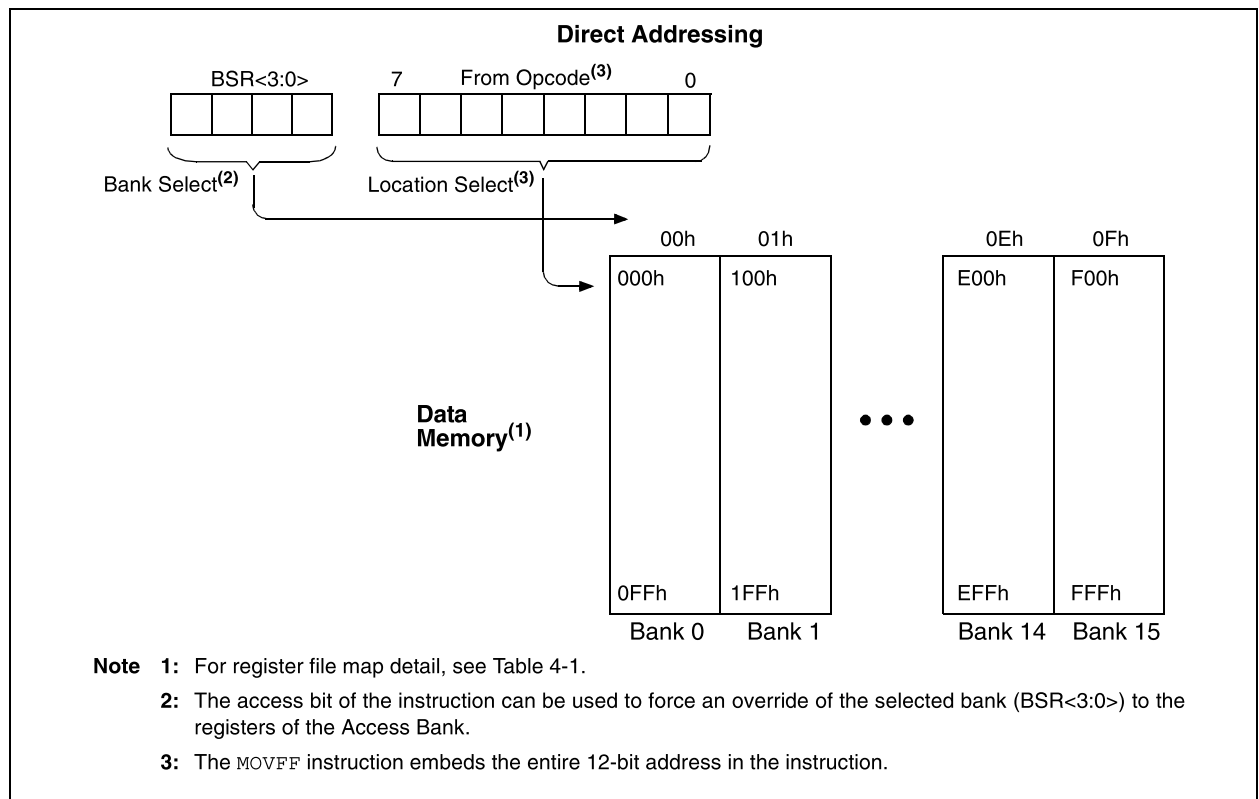 Direct Addressing
BSR<3:0>
7 From Opcode(3) 0
Bank Select(2)
Location Select(3)
00h 01h 0Eh 0Fh
000h 100h E00h F00h
Data
Memory(1)
0FFh 1FFh EFFh FFFh
Bank 0 Bank 1 Bank 14 Bank 15
Note 1: For register file map detail, see Table 4-1.
2: The access bit of the instruction can be used to force an override of the selected bank (BSR<3:0>) to the
registers of the Access Bank.
3: The MOVFF instruction embeds the entire 12-bit address in the instruction.